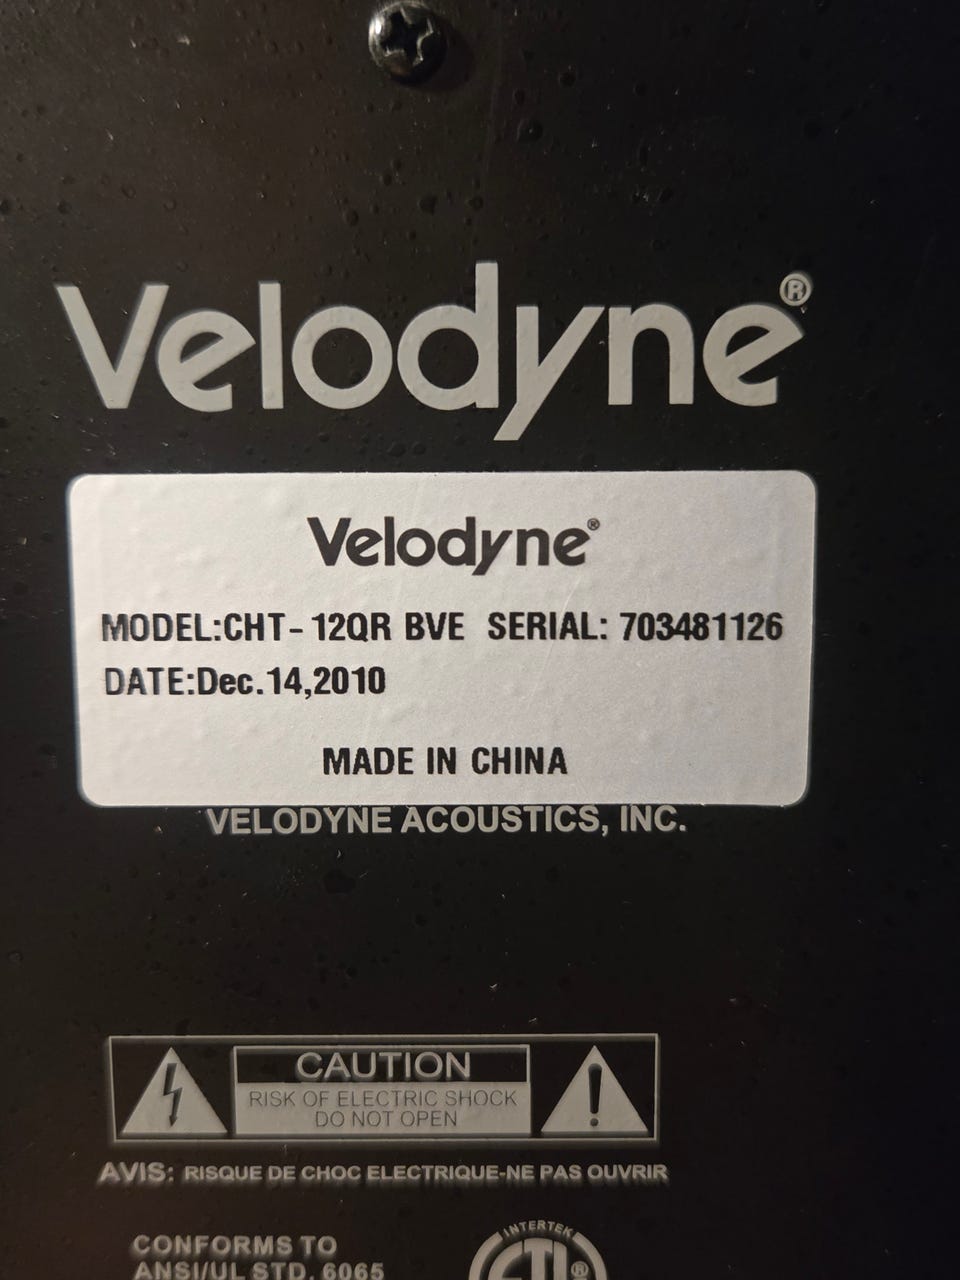 Velodyne®
Velodyne®
MODEL:CHT-12QR BVE SERIAL: 703481126
DATE:Dec.14,2010
MADE IN CHINA
VELODYNE ACOUSTICS, INC.
CAUTION
RISK OF ELECTRIC SHOCK
DO NOT OPEN
AVIS: RISQUE DE CHOC ELECTRIQUE-NE PAS OUVRIR
INTERTEK
CONFORMS TO
ETL®
ANSI/UL STD. 6065